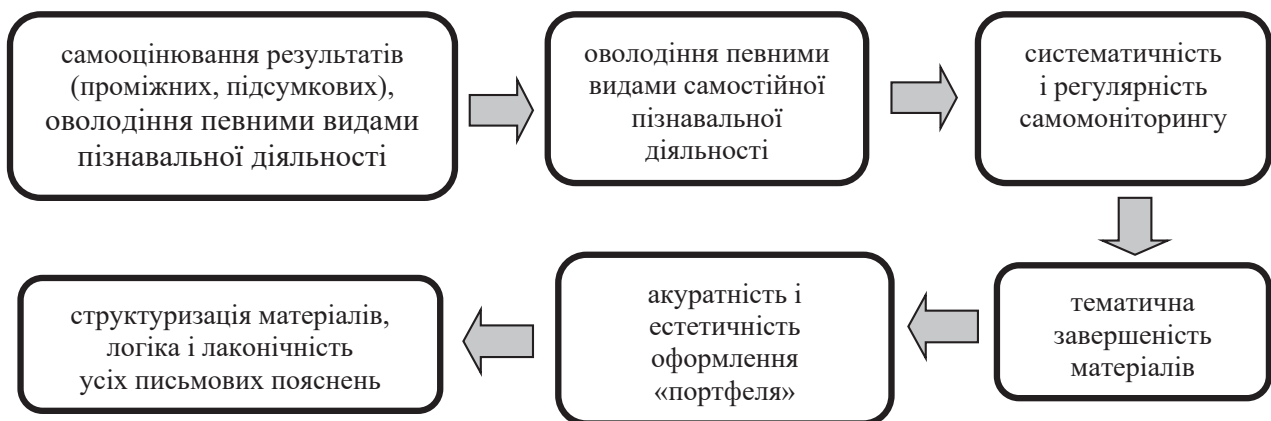 самооцінювання результатів
(проміжних, підсумкових),
оволодіння певними видами
пізнавальної діяльності
оволодіння певними
видами самостійної
пізнавальної
діяльності
систематичність
і регулярність
самомоніторингу
тематична
завершеність
матеріалів
акуратність і
естетичність
оформлення
«портфеля»
структуризація матеріалів,
логіка і лаконічність
усіх письмових пояснень